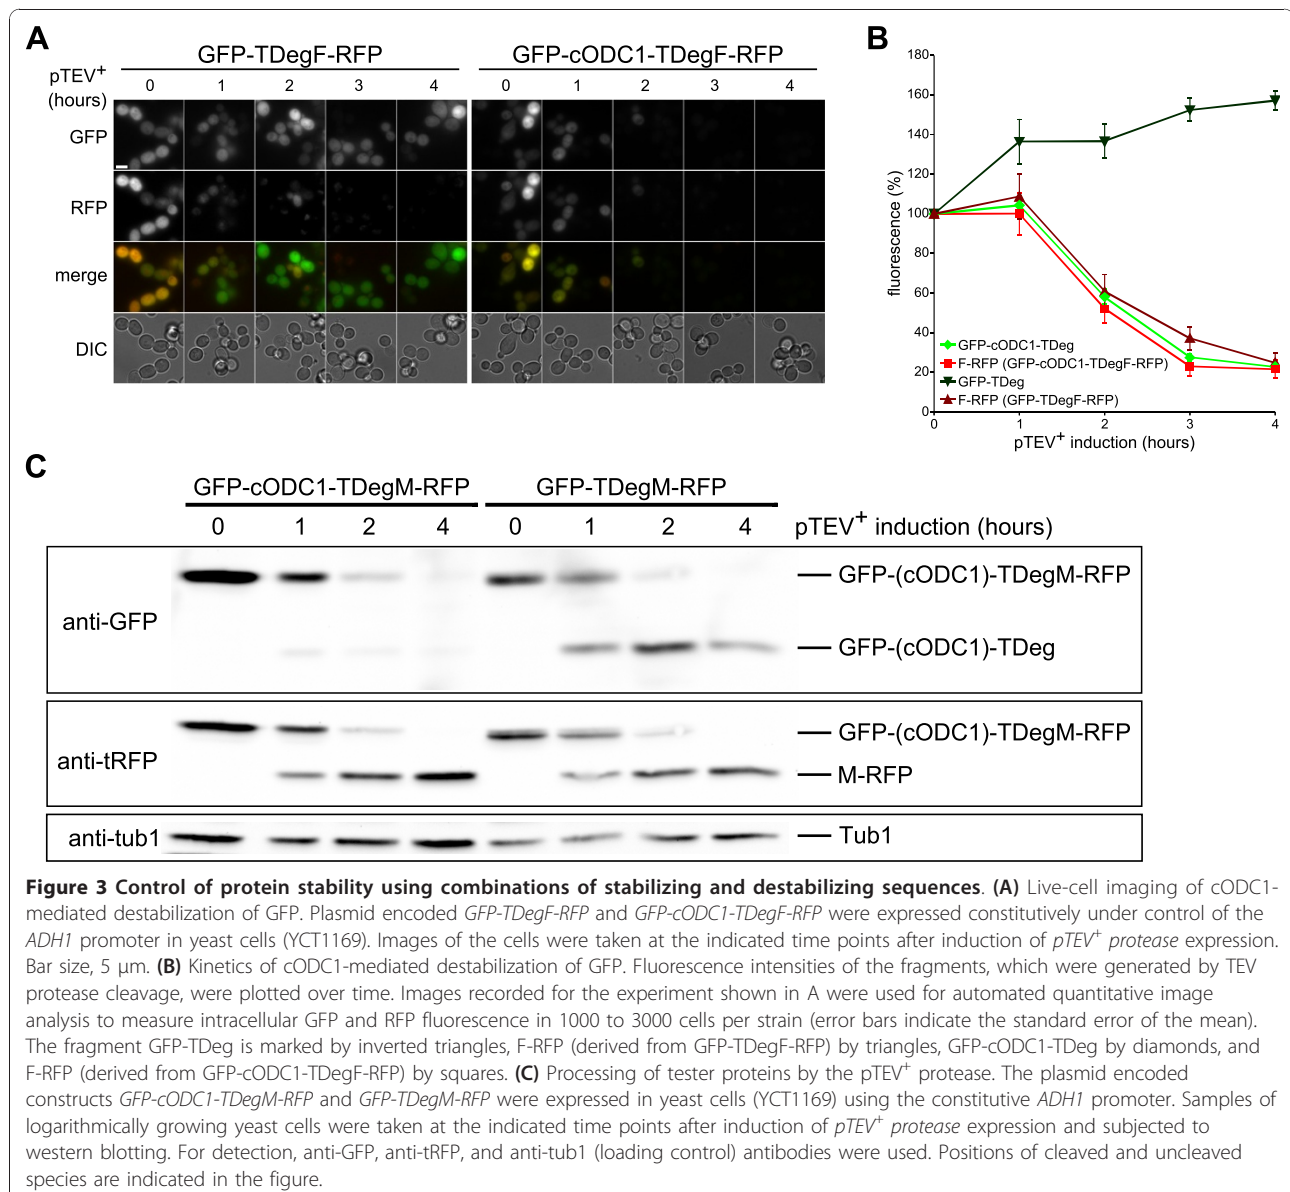 A
B
GFP-TDegF-RFP
GFP-cODC1-TDegF-RFP
pTEV+
(hours)
0 1 2 3 4 0 1 2 3 4
GFP
RFP
merge
DIC
180
160
140
120
100
80
60
40
20
0
fluorescence (%)
GFP-cODC1-TDeg
F-RFP (GFP-cODC1-TDegF-RFP)
GFP-TDeg
F-RFP (GFP-TDegF-RFP)
0 1 2 3 4
pTEV+ induction (hours)
C
GFP-cODC1-TDegM-RFP
GFP-TDegM-RFP
0 1 2 4 0 1 2 4 pTEV+ induction (hours)
anti-GFP
GFP-(cODC1)-TDegM-RFP
GFP-(cODC1)-TDeg
anti-tRFP
GFP-(cODC1)-TDegM-RFP
M-RFP
anti-tub1
Tub1
Figure 3 Control of protein stability using combinations of stabilizing and destabilizing sequences. (A) Live-cell imaging of cODC1-
mediated destabilization of GFP. Plasmid encoded GFP-TDegF-RFP and GFP-cODC1-TDegF-RFP were expressed constitutively under control of the
ADH1 promoter in yeast cells (YCT1169). Images of the cells were taken at the indicated time points after induction of pTEV+ protease expression.
Bar size, 5 μm. (B) Kinetics of cODC1-mediated destabilization of GFP. Fluorescence intensities of the fragments, which were generated by TEV
protease cleavage, were plotted over time. Images recorded for the experiment shown in A were used for automated quantitative image
analysis to measure intracellular GFP and RFP fluorescence in 1000 to 3000 cells per strain (error bars indicate the standard error of the mean).
The fragment GFP-TDeg is marked by inverted triangles, F-RFP (derived from GFP-TDegF-RFP) by triangles, GFP-cODC1-TDeg by diamonds, and
F-RFP (derived from GFP-cODC1-TDegF-RFP) by squares. (C) Processing of tester proteins by the pTEV+ protease. The plasmid encoded
constructs GFP-cODC1-TDegM-RFP and GFP-TDegM-RFP were expressed in yeast cells (YCT1169) using the constitutive ADH1 promoter. Samples of
logarithmically growing yeast cells were taken at the indicated time points after induction of pTEV+ protease expression and subjected to
western blotting. For detection, anti-GFP, anti-tRFP, and anti-tub1 (loading control) antibodies were used. Positions of cleaved and uncleaved
species are indicated in the figure.